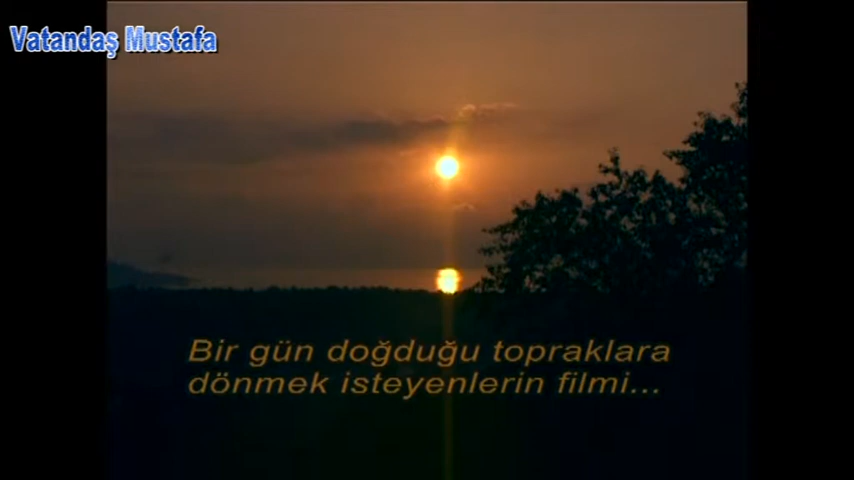 Vatandaş Mustafa
Bir gün doğduğu topraklara
dönmek isteyenlerin filmi...